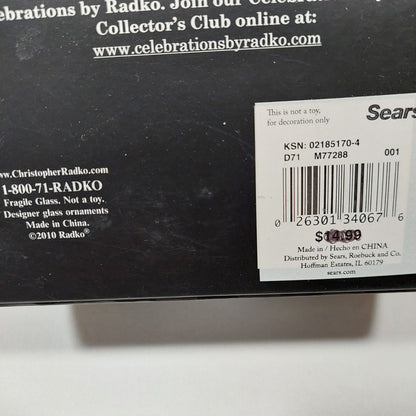 by Radko. Join our
Collector's Club online at:
www.celebrationsbyradko.com
This is not a toy,
for decoration only
Sears
KSN: 02185170-4
D71 M77288 001
0 26301 34067 6
$14.99
Made in / Hecho en CHINA
Distributed by Sears, Roebuck and Co.
Hoffman Estates, IL 60179
sears.com
www.ChristopherRadko.com
1-800-71-RADKO
Fragile Glass. Not a toy.
Designer glass ornaments
Made in China.
©2010 Radko®